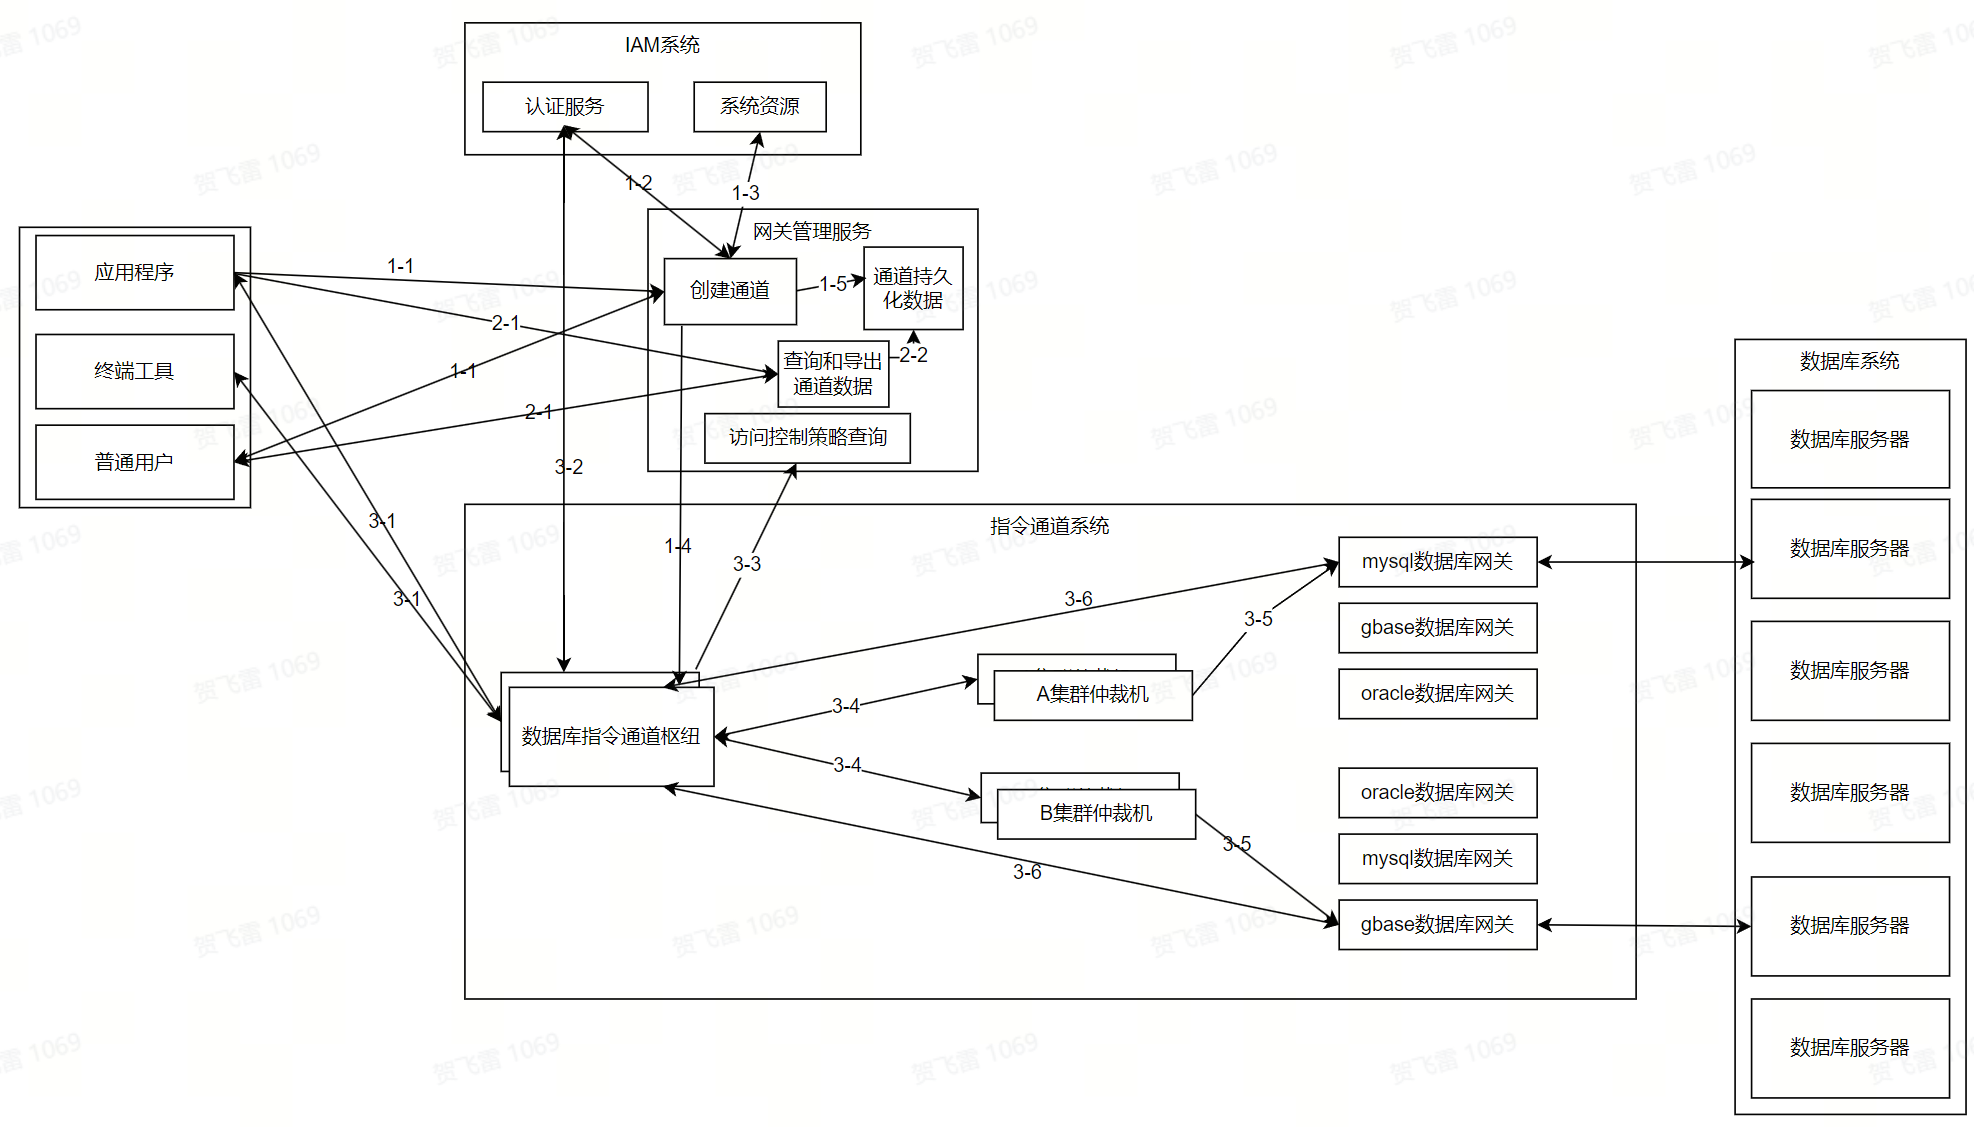 IAM系统
认证服务
系统资源
1-2
1-3
网关管理服务
应用程序
终端工具
普通用户
1-1
2-1
1-1
2-1
创建通道
1-5
通道持久
化数据
查询和导出
通道数据
2-2
访问控制策略查询
3-2
3-1
3-1
1-4
3-3
指令通道系统
数据库指令通道枢纽
3-6
3-4
3-4
3-6
A集群仲裁机
B集群仲裁机
3-5
3-5
mysql数据库网关
gbase数据库网关
oracle数据库网关
oracle数据库网关
mysql数据库网关
gbase数据库网关
数据库系统
数据库服务器
数据库服务器
数据库服务器
数据库服务器
数据库服务器
数据库服务器
贺飞雷 1069